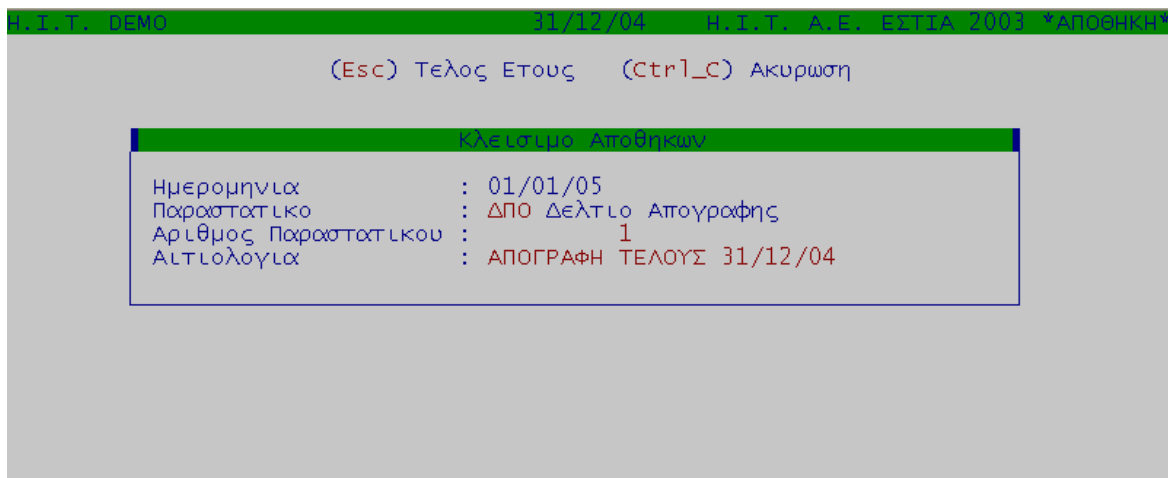 H.I.T. DEMO 31/12/04 H.I.T. A.E. ΕΣΤΙΑ 2003 *ΑΠΟΘΗΚΗ*
(Esc) Τελος Ετους (Ctrl_C) Ακυρωση
Κλεισιμο Αποθηκων
Ημερομηνια : 01/01/05
Παραστατικο : ΔΠΟ Δελτιο Απογραφης
Αριθμος Παραστατικου : 1
Αιτιολογια : ΑΠΟΓΡΑΦΗ ΤΕΛΟΥΣ 31/12/04